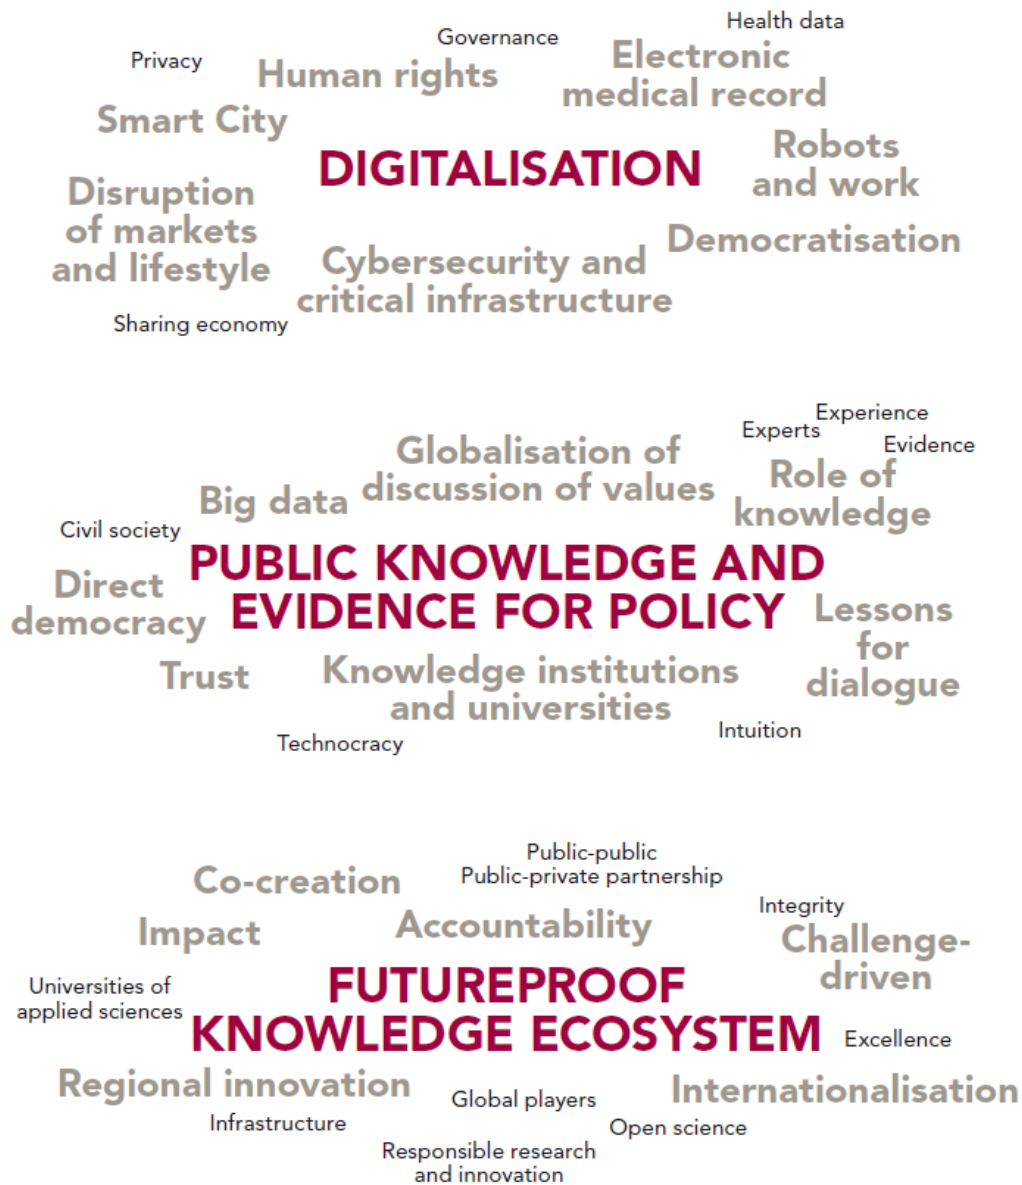 Health data
Governance
Privacy
Human rights
Electronic
medical record
Smart City
Robots
and work
DIGITALISATION
Disruption
of markets
and lifestyle
Democratisation
Cybersecurity and
critical infrastructure
Sharing economy
Experience
Experts
Evidence
Globalisation of
discussion of values
Role of
knowledge
Big data
Civil society
PUBLIC KNOWLEDGE AND
EVIDENCE FOR POLICY
Direct
democracy
Lessons
for
dialogue
Trust
Knowledge institutions
and universities
Intuition
Technocracy
Public-public
Public-private partnership
Co-creation
Integrity
Impact
Accountability
Challenge-
driven
Universities of
applied sciences
FUTUREPROOF
KNOWLEDGE ECOSYSTEM
Excellence
Regional innovation
Global players
Internationalisation
Infrastructure
Open science
Responsible research
and innovation